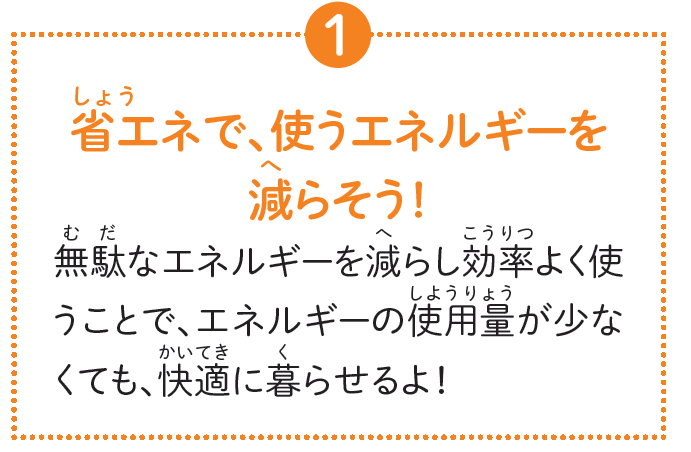 1
しょう
省エネで、使うエネルギーを
へ
減らそう!
むだ へ こうりつ
無駄なエネルギーを減らし効率よく使
しようりょう
うことで、エネルギーの使用量が少な
かいてき く
くても、快適に暮らせるよ!